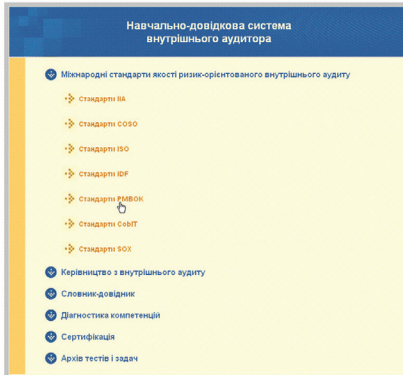 Навчально-довідкова система
внутрішнього аудитора
Міжнародні стандарти якості ризик-орієнтованого внутрішнього аудиту
Стандарти IIA
Стандарти COSO
Стандарти ISO
Стандарти IDF
Стандарти PMBOK
Стандарти CobIT
Стандарти SOX
Керівництво з внутрішнього аудиту
Словник-довідник
Діагностика компетенцій
Сертифікація
Архів тестів і задач